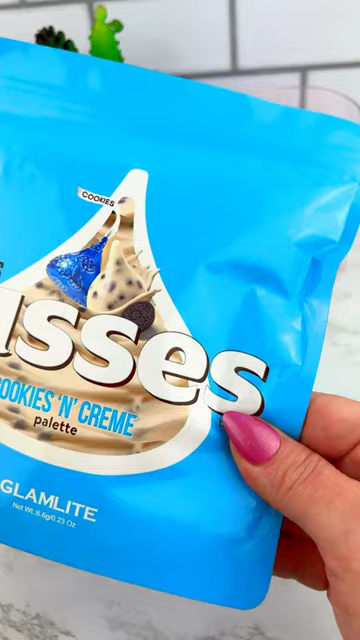 COOKIES
isses
COOKIES 'N' CREME
palette
GLAMLITE
Net Wt. 6.6g/0.23 Oz